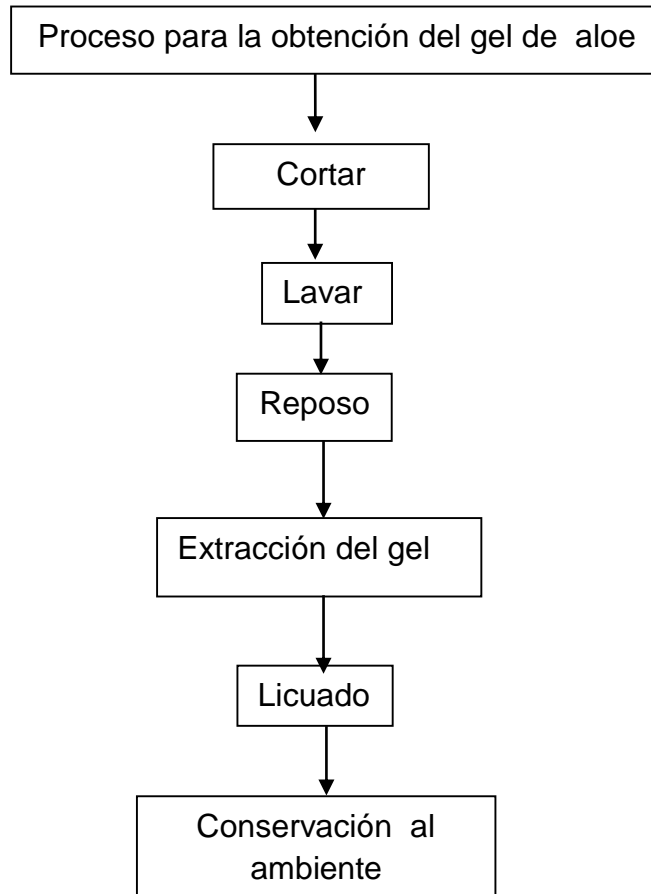 Proceso para la obtención del gel de aloe
Cortar
Lavar
Reposo
Extracción del gel
Licuado
Conservación al
ambiente